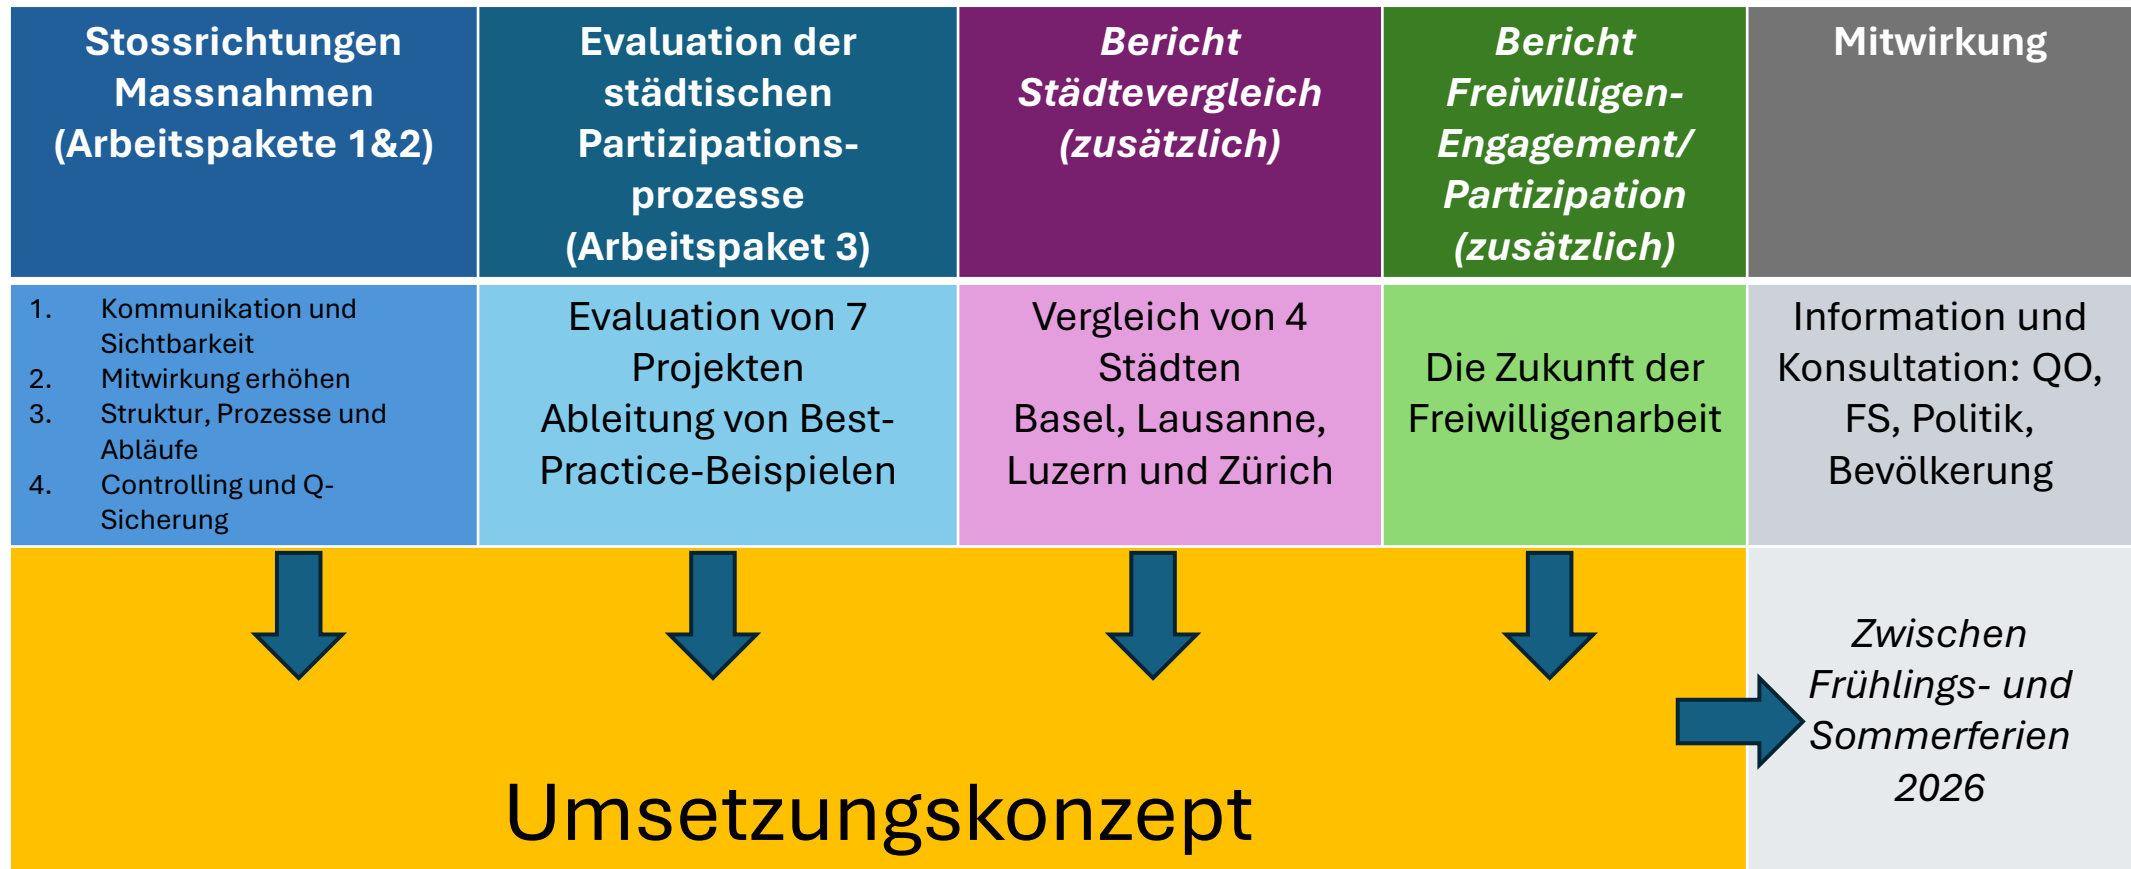 Stossrichtungen
Massnahmen
(Arbeitspakete 1&2)
Evaluation der
städtischen
Partizipations-
prozesse
(Arbeitspaket 3)
Bericht
Städtevergleich
(zusätzlich)
Bericht
Freiwilligen-
Engagement/
Partizipation
(zusätzlich)
Mitwirkung
1. Kommunikation und
Sichtbarkeit
2. Mitwirkung erhöhen
3. Struktur, Prozesse und
Abläufe
4. Controlling und Q-
Sicherung
Evaluation von 7
Projekten
Ableitung von Best-
Practice-Beispielen
Vergleich von 4
Städten
Basel, Lausanne,
Luzern und Zürich
Die Zukunft der
Freiwilligenarbeit
Information und
Konsultation: QO,
FS, Politik,
Bevölkerung
Umsetzungskonzept
Zwischen
Frühlings- und
Sommerferien
2026